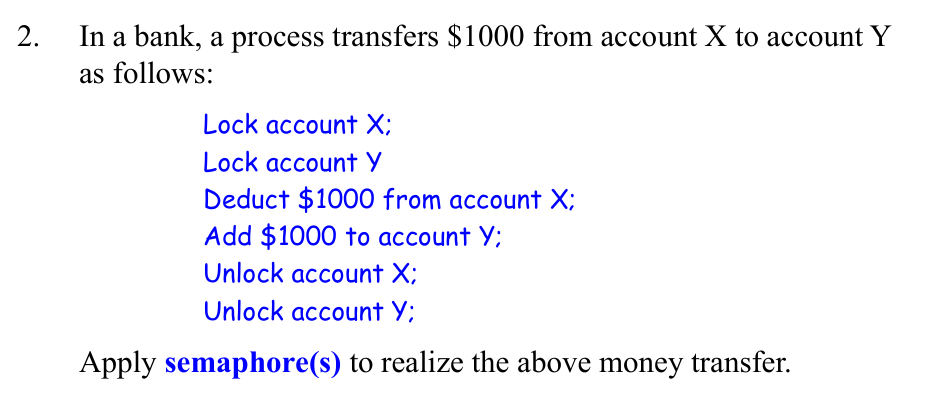 2. In a bank, a process transfers $1000 from account X to account Y
as follows:
Lock account X;
Lock account Y
Deduct $1000 from account X;
Add $1000 to account Y;
Unlock account X;
Unlock account Y;
Apply semaphore(s) to realize the above money transfer.